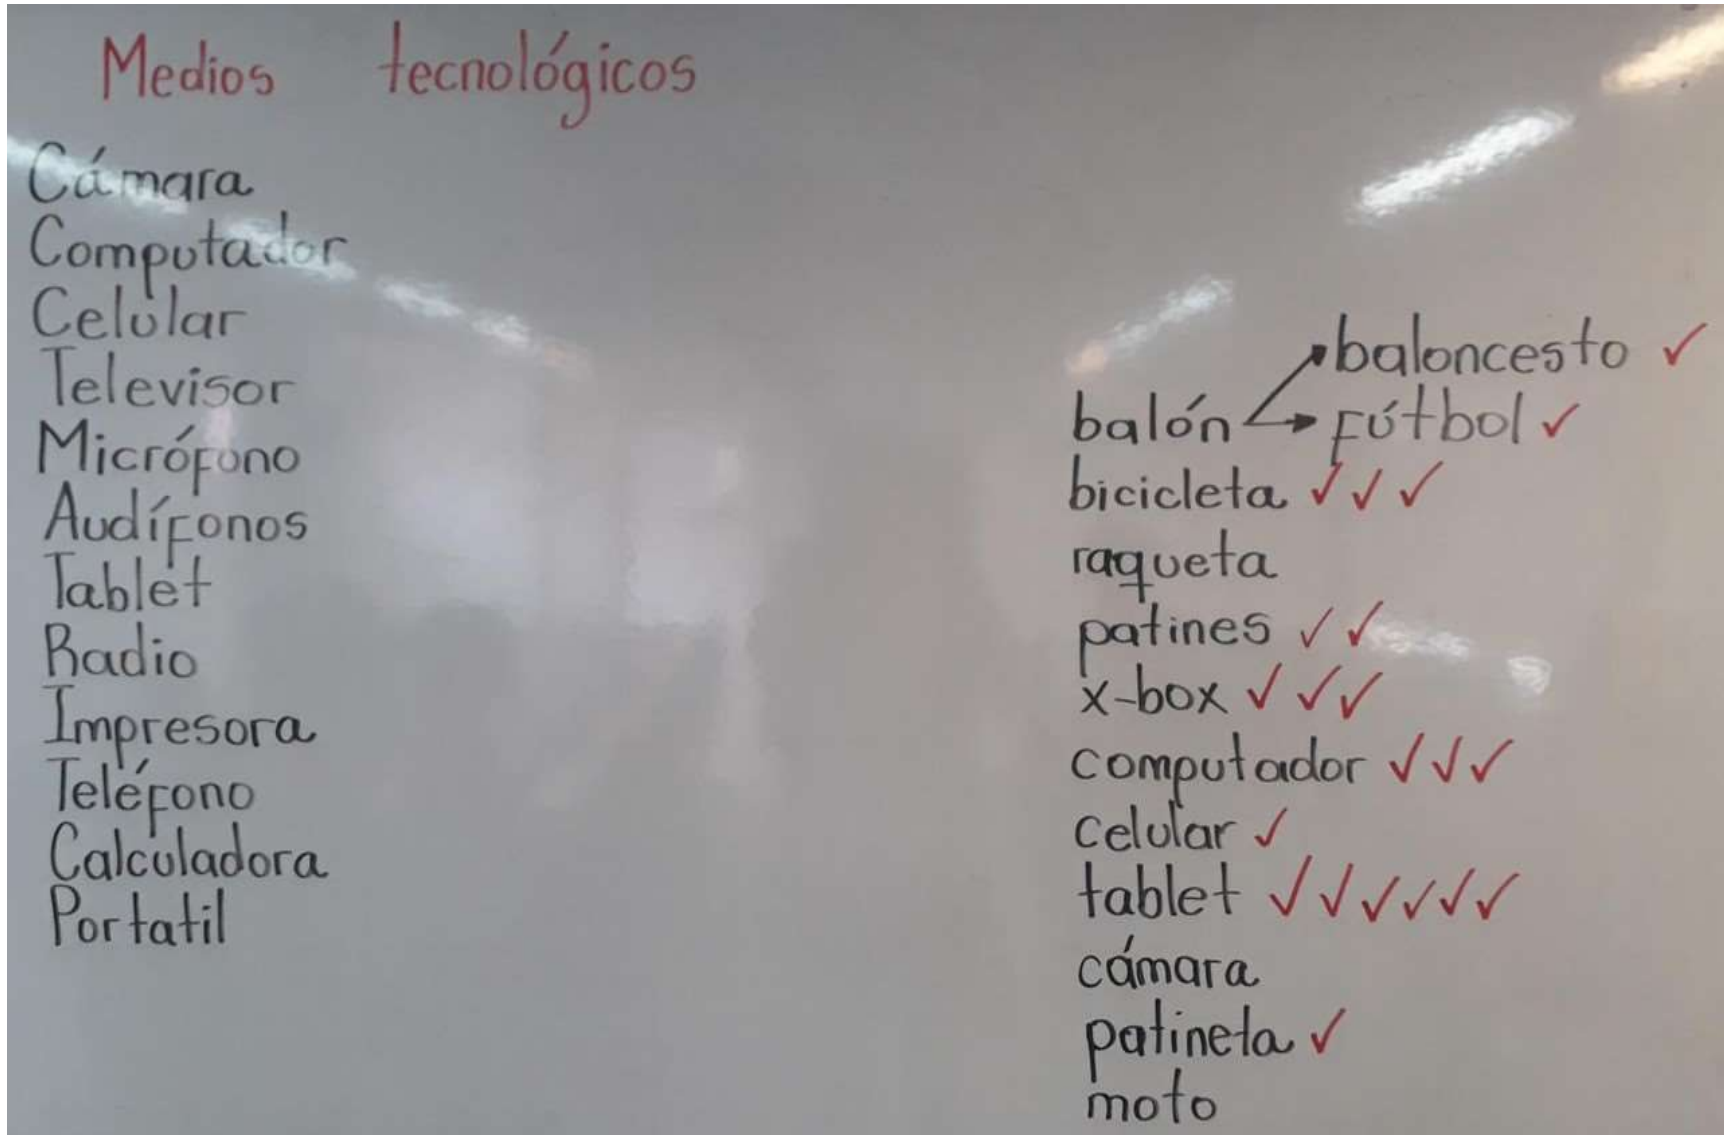 Medios tecnológicos
Cámara
Computador
Celular
Televisor
Micrófono
Audífonos
Tablet
Radio
Impresora
Teléfono
Calculadora
Portatil
baloncesto ✓
balón fútbol ✓
bicicleta ✓ ✓ ✓
raqueta
patines ✓ ✓
x-box ✓ ✓ ✓
computador ✓ ✓ ✓
celular ✓
tablet ✓ ✓ ✓ ✓ ✓ ✓
cámara
patineta ✓
moto